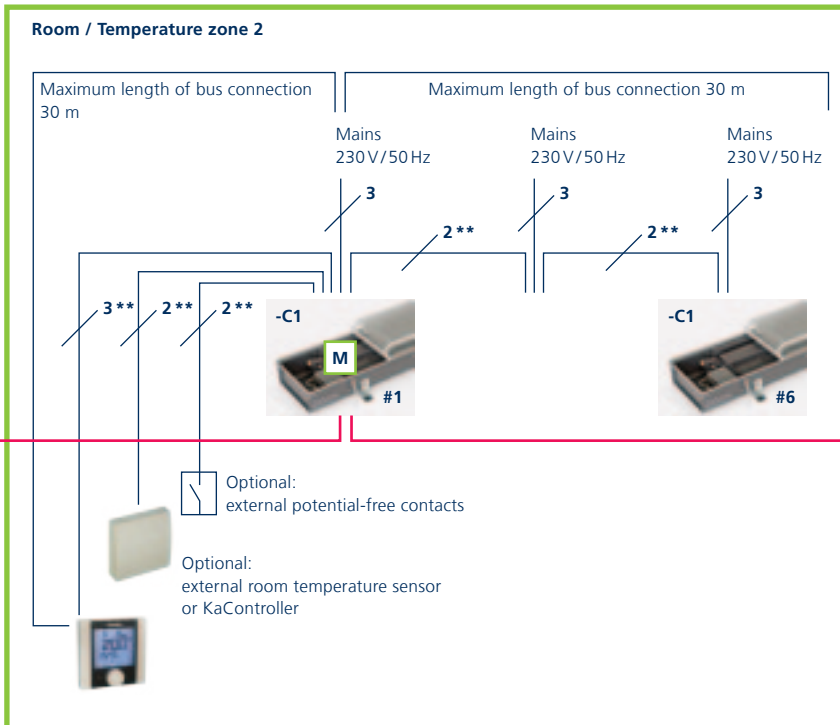 Room / Temperature zone 2
Maximum length of bus connection
30 m
Maximum length of bus connection 30 m
Mains
230 V / 50 Hz
Mains
230 V / 50 Hz
Mains
230 V / 50 Hz
3
3
3
2 **
2 **
3 **
2 **
2 **
-C1
M
#1
-C1
#6
Optional:
external potential-free contacts
Optional:
external room temperature sensor
or KaController